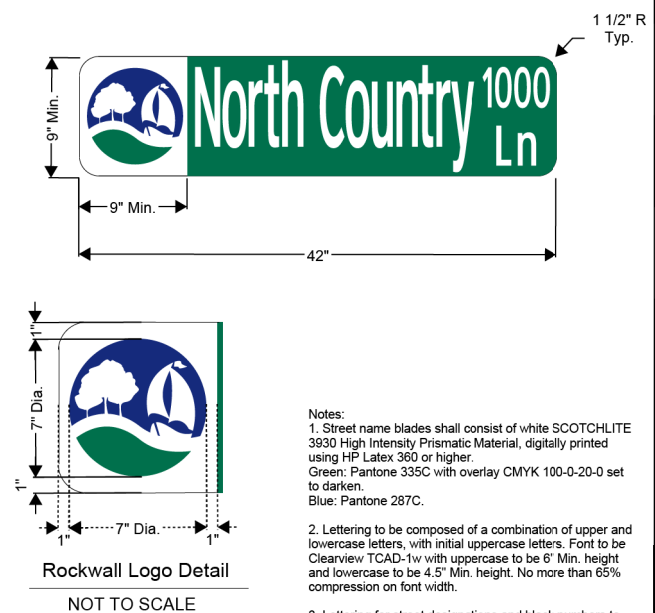 1 1/2" R
Typ.
North Country 1000
Ln
9" Min.
9" Min.
42"
1"
7" Dia.
1"
7" Dia.
1"
1"
Rockwall Logo Detail
NOT TO SCALE
Notes:
1. Street name blades shall consist of white SCOTCHLITE
3930 High Intensity Prismatic Material, digitally printed
using HP Latex 360 or higher.
Green: Pantone 335C with overlay CMYK 100-0-20-0 set
to darken.
Blue: Pantone 287C.
2. Lettering to be composed of a combination of upper and
lowercase letters, with initial uppercase letters. Font to be
Clearview TCAD-1w with uppercase to be 6" Min. height
and lowercase to be 4.5" Min. height. No more than 65%
compression on font width.